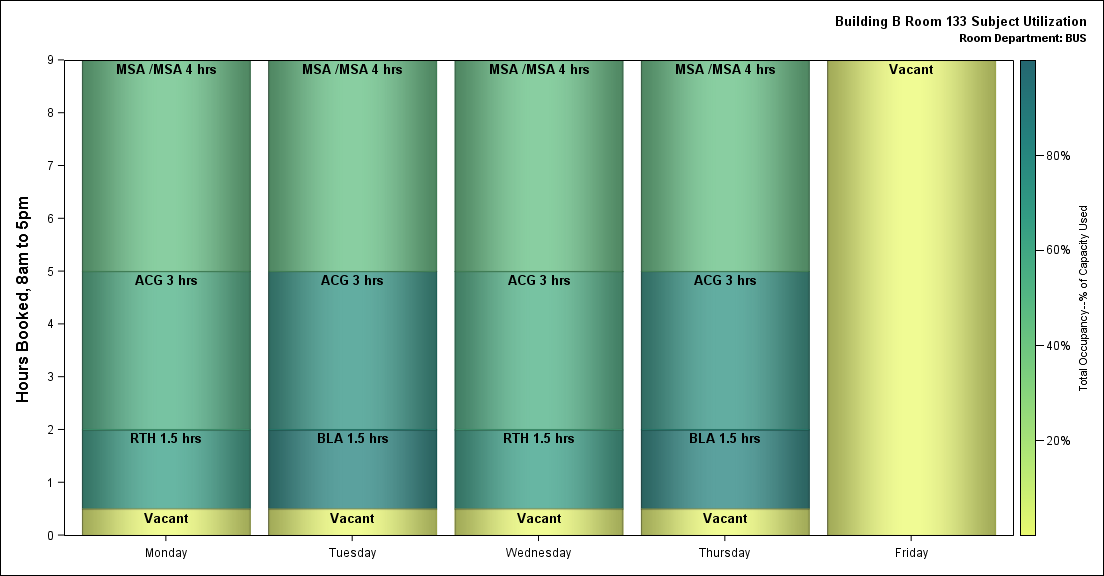 Building B Room 133 Subject Utilization
Room Department: BUS
Hours Booked, 8am to 5pm
9
8
7
6
5
4
3
2
1
0
MSA /MSA 4 hrs
MSA /MSA 4 hrs
MSA /MSA 4 hrs
MSA /MSA 4 hrs
Vacant
ACG 3 hrs
ACG 3 hrs
ACG 3 hrs
ACG 3 hrs
RTH 1.5 hrs
BLA 1.5 hrs
RTH 1.5 hrs
BLA 1.5 hrs
Vacant
Vacant
Vacant
Vacant
Monday
Tuesday
Wednesday
Thursday
Friday
80%
60%
40%
20%
Total Occupancy--% of Capacity Used